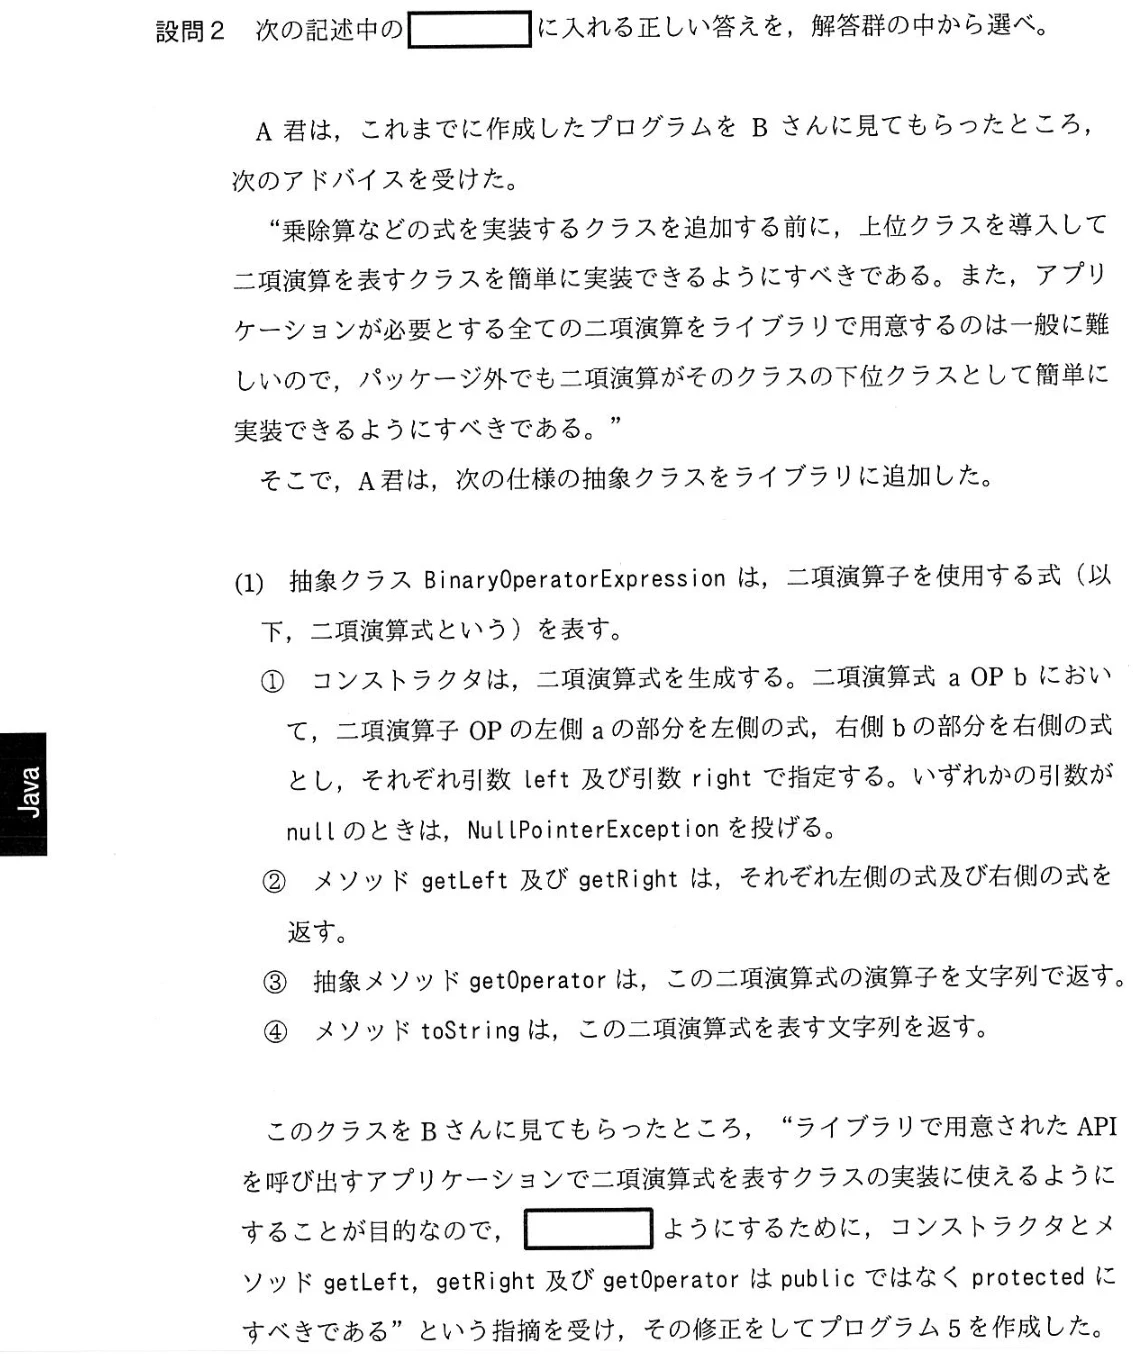 設問2 次の記述中の に入れる正しい答えを，解答群の中から選べ。
A 君は，これまでに作成したプログラムを B さんに見てもらったところ，
次のアドバイスを受けた。
“乗除算などの式を実装するクラスを追加する前に，上位クラスを導入して
二項演算を表すクラスを簡単に実装できるようにすべきである。また，アプリ
ケーションが必要とする全ての二項演算をライブラリで用意するのは一般に難
しいので，パッケージ外でも二項演算がそのクラスの下位クラスとして簡単に
実装できるようにすべきである。”
そこで，A 君は，次の仕様の抽象クラスをライブラリに追加した。
(1) 抽象クラス BinaryOperatorExpression は，二項演算子を使用する式（以
下，二項演算式という）を表す。
① コンストラクタは，二項演算式を生成する。二項演算式 a OP b におい
て，二項演算子 OP の左側 a の部分を左側の式，右側 b の部分を右側の式
とし，それぞれ引数 left 及び引数 right で指定する。いずれかの引数が
null のときは，NullPointerException を投げる。
② メソッド getLeft 及び getRight は，それぞれ左側の式及び右側の式を
返す。
③ 抽象メソッド getOperator は，この二項演算式の演算子を文字列で返す。
④ メソッド toString は，この二項演算式を表す文字列を返す。
Java
このクラスを B さんに見てもらったところ，“ライブラリで用意された API
を呼び出すアプリケーションで二項演算式を表すクラスの実装に使えるように
することが目的なので， ようにするために，コンストラクタとメ
ソッド getLeft，getRight 及び getOperator は public ではなく protected に
すべきである”という指摘を受け，その修正をしてプログラム 5 を作成した。